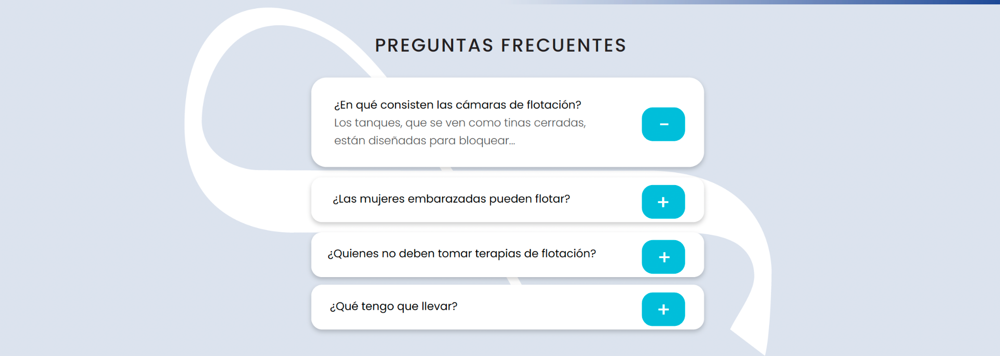 PREGUNTAS FRECUENTES
¿En qué consisten las cámaras de flotación?
Los tanques, que se ven como tinas cerradas,
están diseñadas para bloquear...
−
¿Las mujeres embarazadas pueden flotar?
+
¿Quienes no deben tomar terapias de flotación?
+
¿Qué tengo que llevar?
+